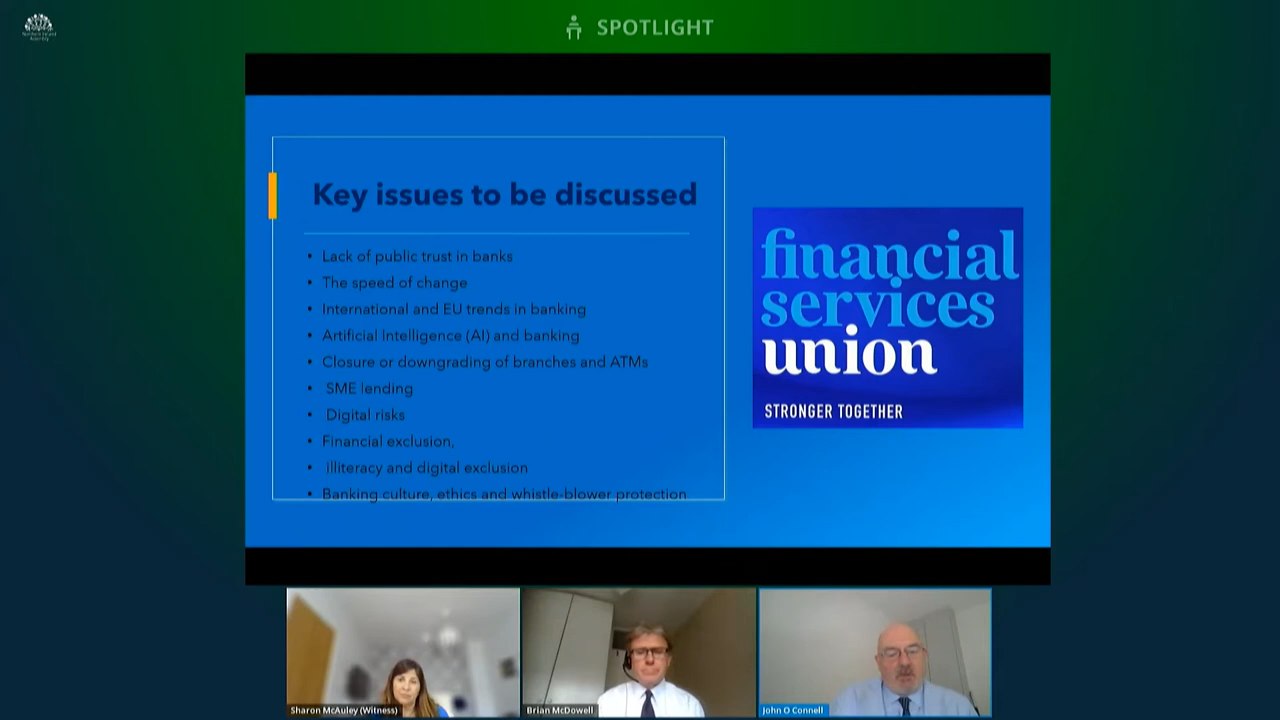 Northern Ireland
Assembly
SPOTLIGHT
Key issues to be discussed
• Lack of public trust in banks
• The speed of change
• International and EU trends in banking
• Artificial Intelligence (AI) and banking
• Closure or downgrading of branches and ATMs
• SME lending
• Digital risks
• Financial exclusion,
• Illiteracy and digital exclusion
• Banking culture, ethics and whistle-blower protection
financial
services
union
STRONGER TOGETHER
Sharon McAuley (Witness)
Brian McDowell
John O Connell